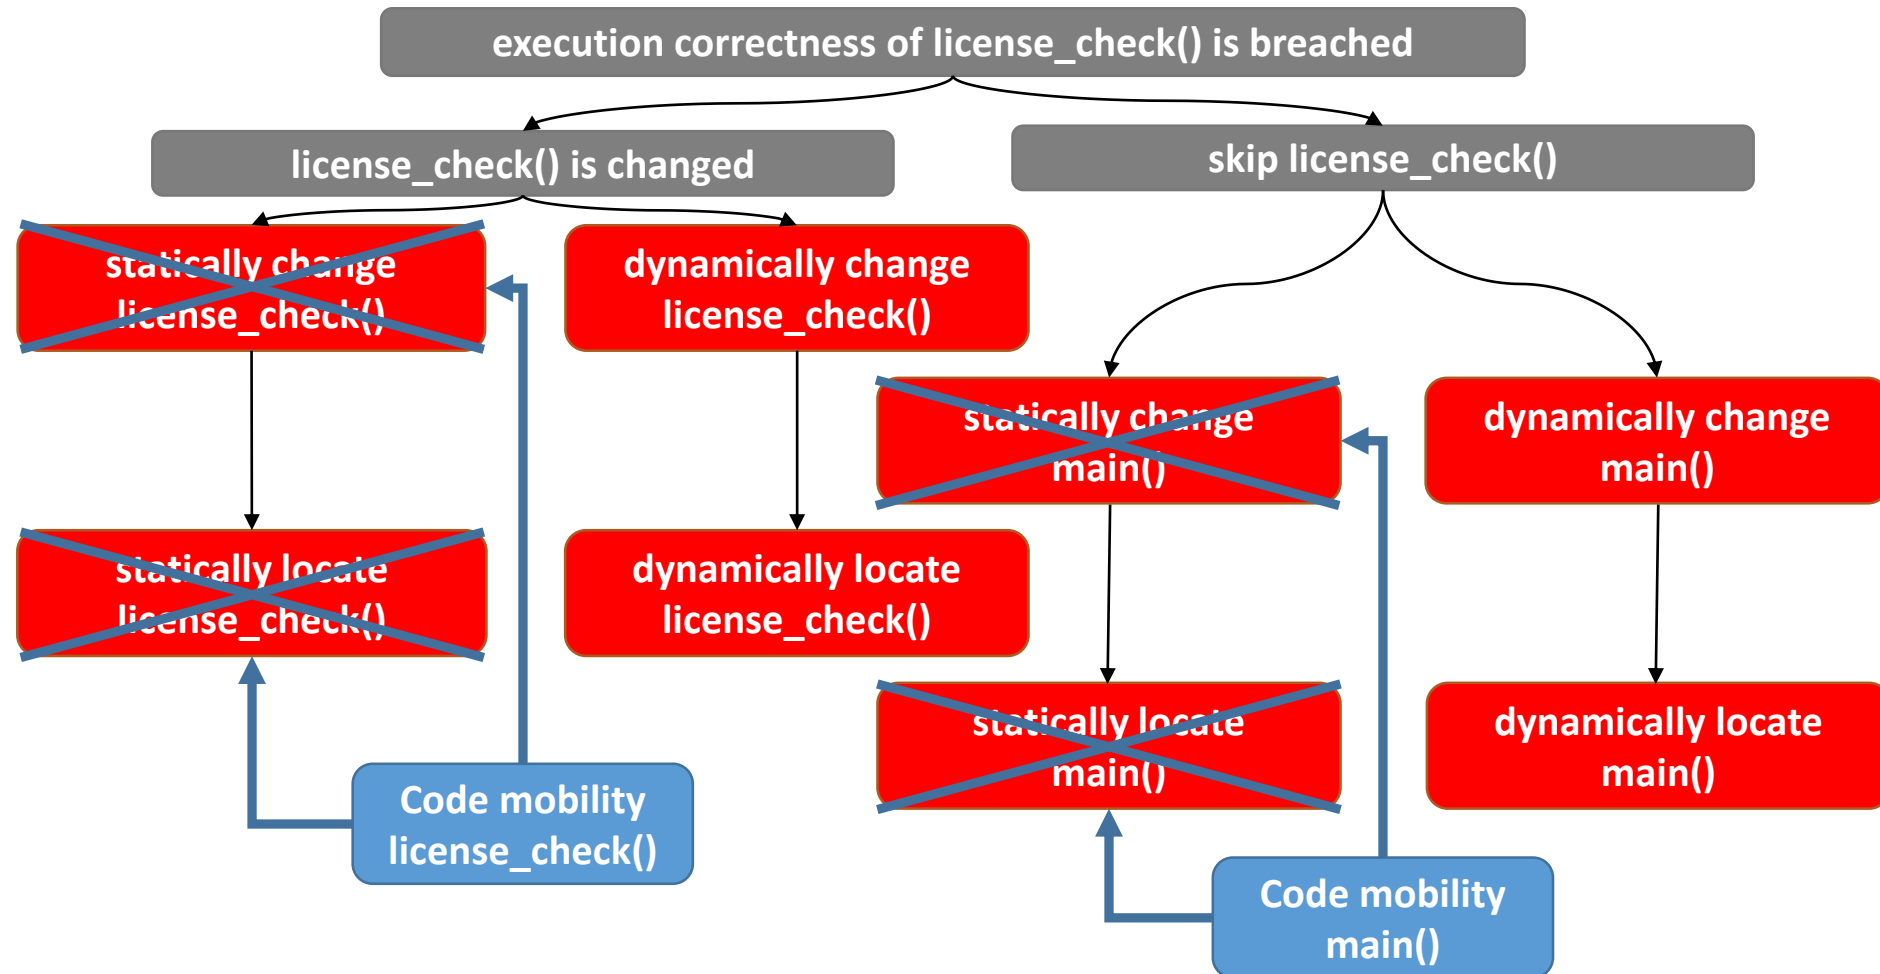 execution correctness of license_check() is breached
license_check() is changed
skip license_check()
statically change
license_check()
dynamically change
license_check()
statically change
main()
dynamically change
main()
statically locate
license_check()
dynamically locate
license_check()
statically locate
main()
dynamically locate
main()
Code mobility
license_check()
Code mobility
main()